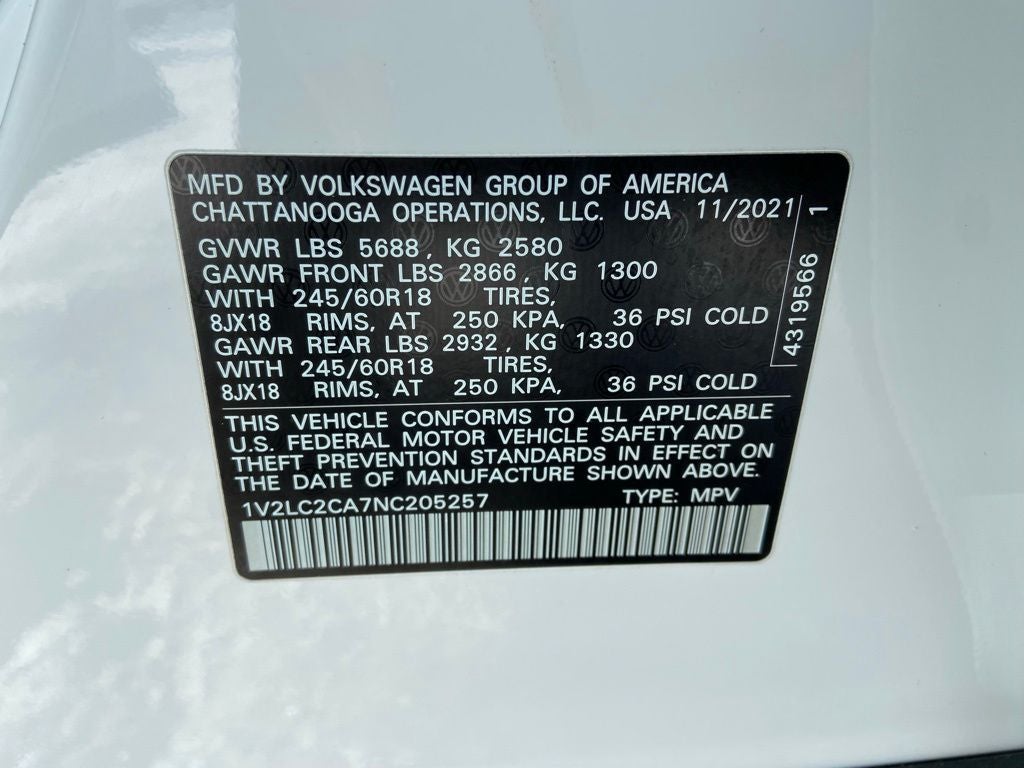 MFD BY VOLKSWAGEN GROUP OF AMERICA
CHATTANOOGA OPERATIONS, LLC. USA 11/2021
GVWR LBS 5688, KG 2580
GAWR FRONT LBS 2866, KG 1300
WITH 245/60R18 TIRES,
8JX18 RIMS, AT 250 KPA, 36 PSI COLD
GAWR REAR LBS 2932, KG 1330
WITH 245/60R18 TIRES,
8JX18 RIMS, AT 250 KPA, 36 PSI COLD
4319566 1
THIS VEHICLE CONFORMS TO ALL APPLICABLE
U.S. FEDERAL MOTOR VEHICLE SAFETY AND
THEFT PREVENTION STANDARDS IN EFFECT ON
THE DATE OF MANUFACTURE SHOWN ABOVE.
1V2LC2CA7NC205257 TYPE: MPV